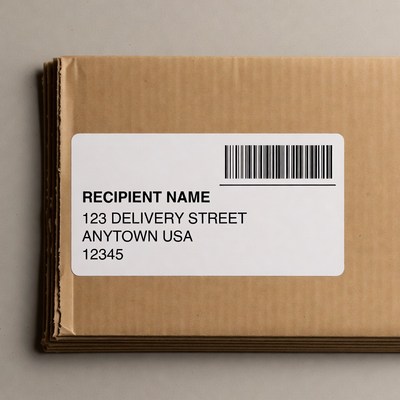 RECIPIENT NAME
123 DELIVERY STREET
ANYTOWN USA
12345